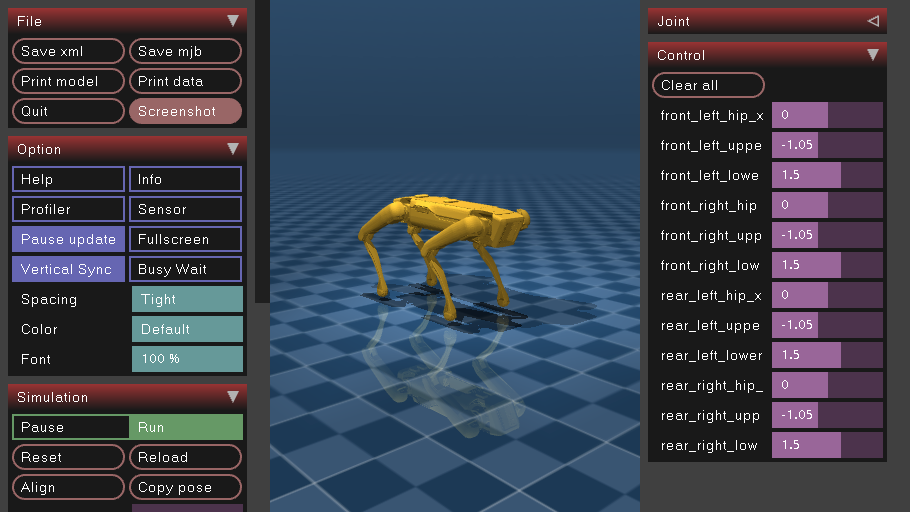 File
Save xml Save mjb
Print model Print data
Quit Screenshot
Option
Help Info
Profiler Sensor
Pause update Fullscreen
Vertical Sync Busy Wait
Spacing Tight
Color Default
Font 100 %
Simulation
Pause Run
Reset Reload
Align Copy pose
Joint
Control
Clear all
front_left_hip_x 0
front_left_uppe -1.05
front_left_lowe 1.5
front_right_hip 0
front_right_upp -1.05
front_right_low 1.5
rear_left_hip_x 0
rear_left_uppe -1.05
rear_left_lower 1.5
rear_right_hip_ 0
rear_right_upp -1.05
rear_right_low 1.5